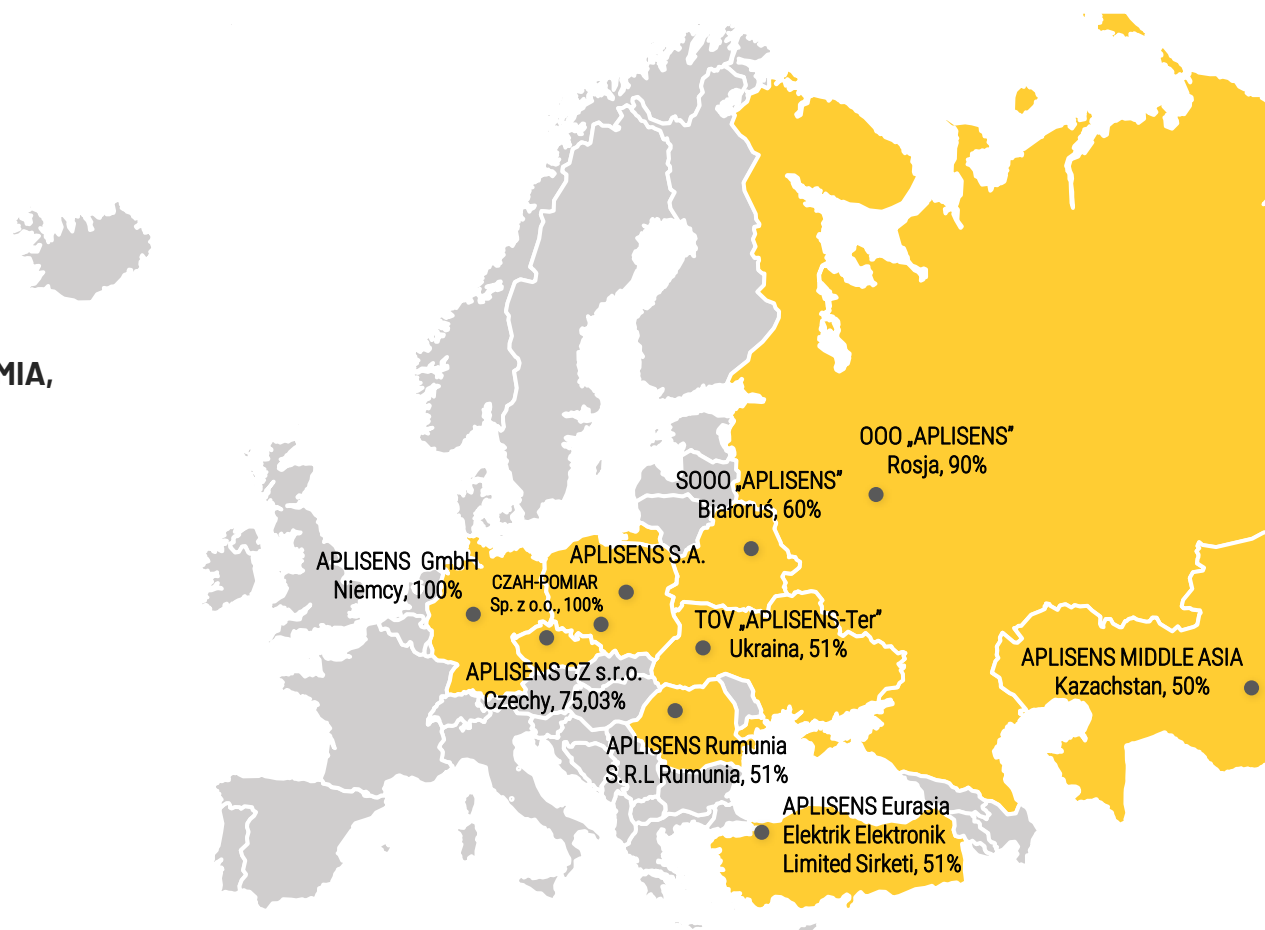 MIA,
OOO „APLISENS”
Rosja, 90%
SOOO „APLISENS”
Białoruś, 60%
APLISENS GmbH
Niemcy, 100%
APLISENS S.A.
CZAH-POMIAR
Sp. z o.o., 100%
TOV „APLISENS-Ter”
Ukraina, 51%
APLISENS MIDDLE ASIA
Kazachstan, 50%
APLISENS CZ s.r.o.
Czechy, 75,03%
APLISENS Rumunia
S.R.L Rumunia, 51%
APLISENS Eurasia
Elektrik Elektronik
Limited Sirketi, 51%